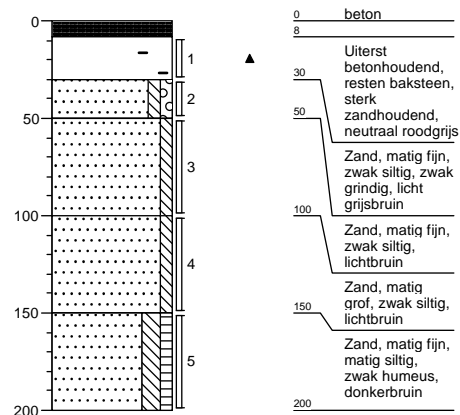 0
50
100
150
200
1
2
3
4
5
0
beton
8
Uiterst
betonhoudend,
resten baksteen,
sterk
zandhoudend,
neutraal roodgrijs
30
Zand, matig fijn,
zwak siltig, zwak
grindig, licht
grijsbruin
50
Zand, matig fijn,
zwak siltig,
lichtbruin
100
Zand, matig
grof, zwak siltig,
lichtbruin
150
Zand, matig fijn,
matig siltig,
zwak humeus,
donkerbruin
200